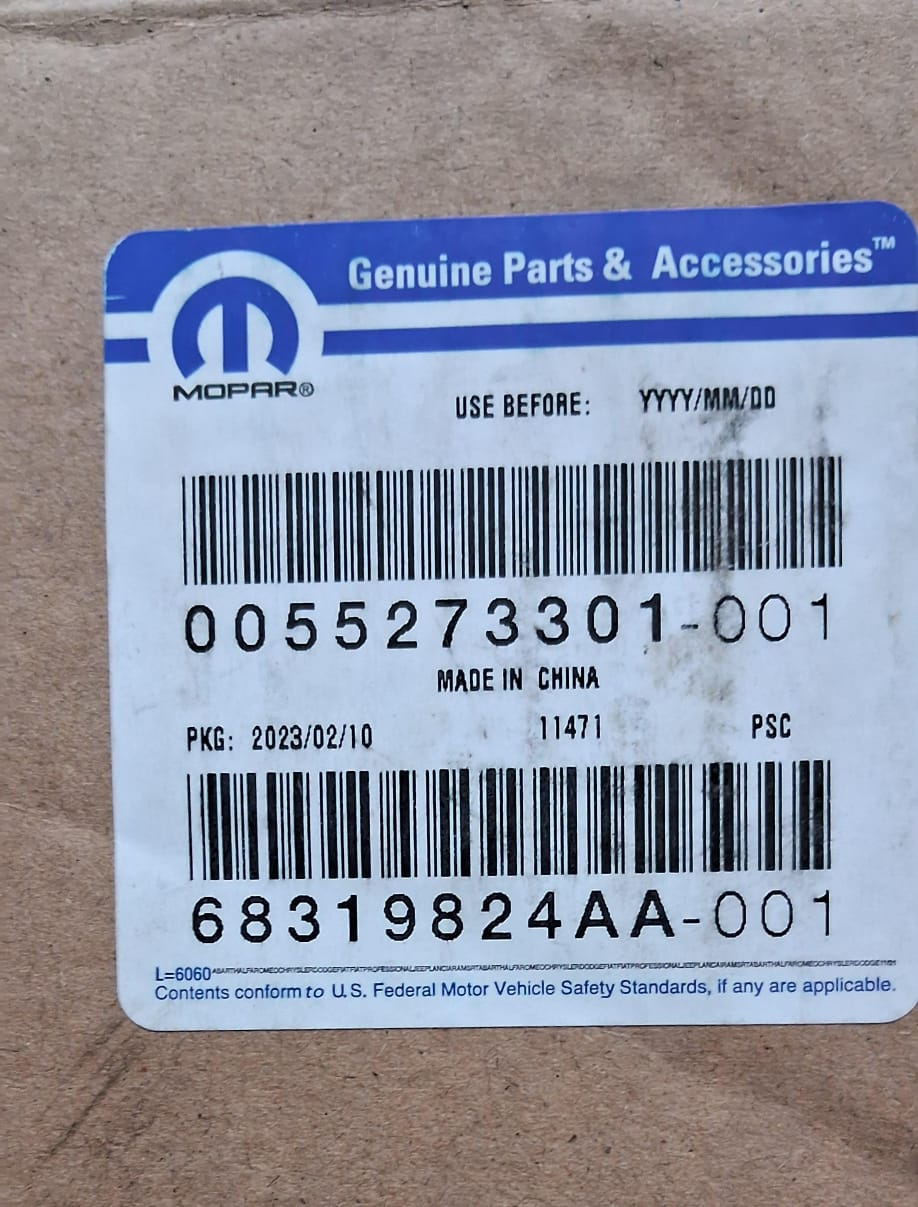 Genuine Parts & Accessories™
MOPAR®
USE BEFORE: YYYY/MM/DD
0055273301-001
MADE IN CHINA
PKG: 2023/02/10 11471 PSC
68319824AA-001
L=6060
Contents conform to U.S. Federal Motor Vehicle Safety Standards, if any are applicable.